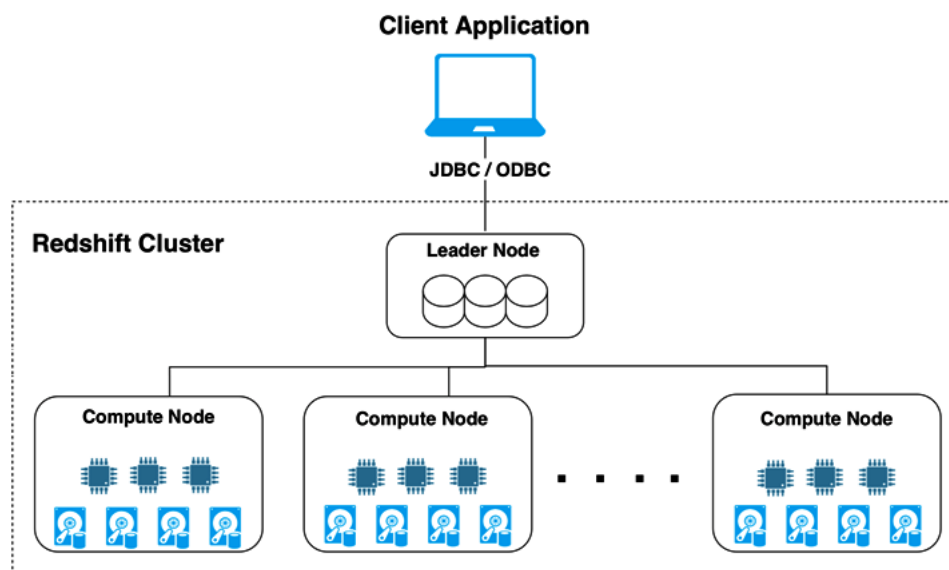 Client Application
JDBC / ODBC
Redshift Cluster
Leader Node
Compute Node
Compute Node
Compute Node